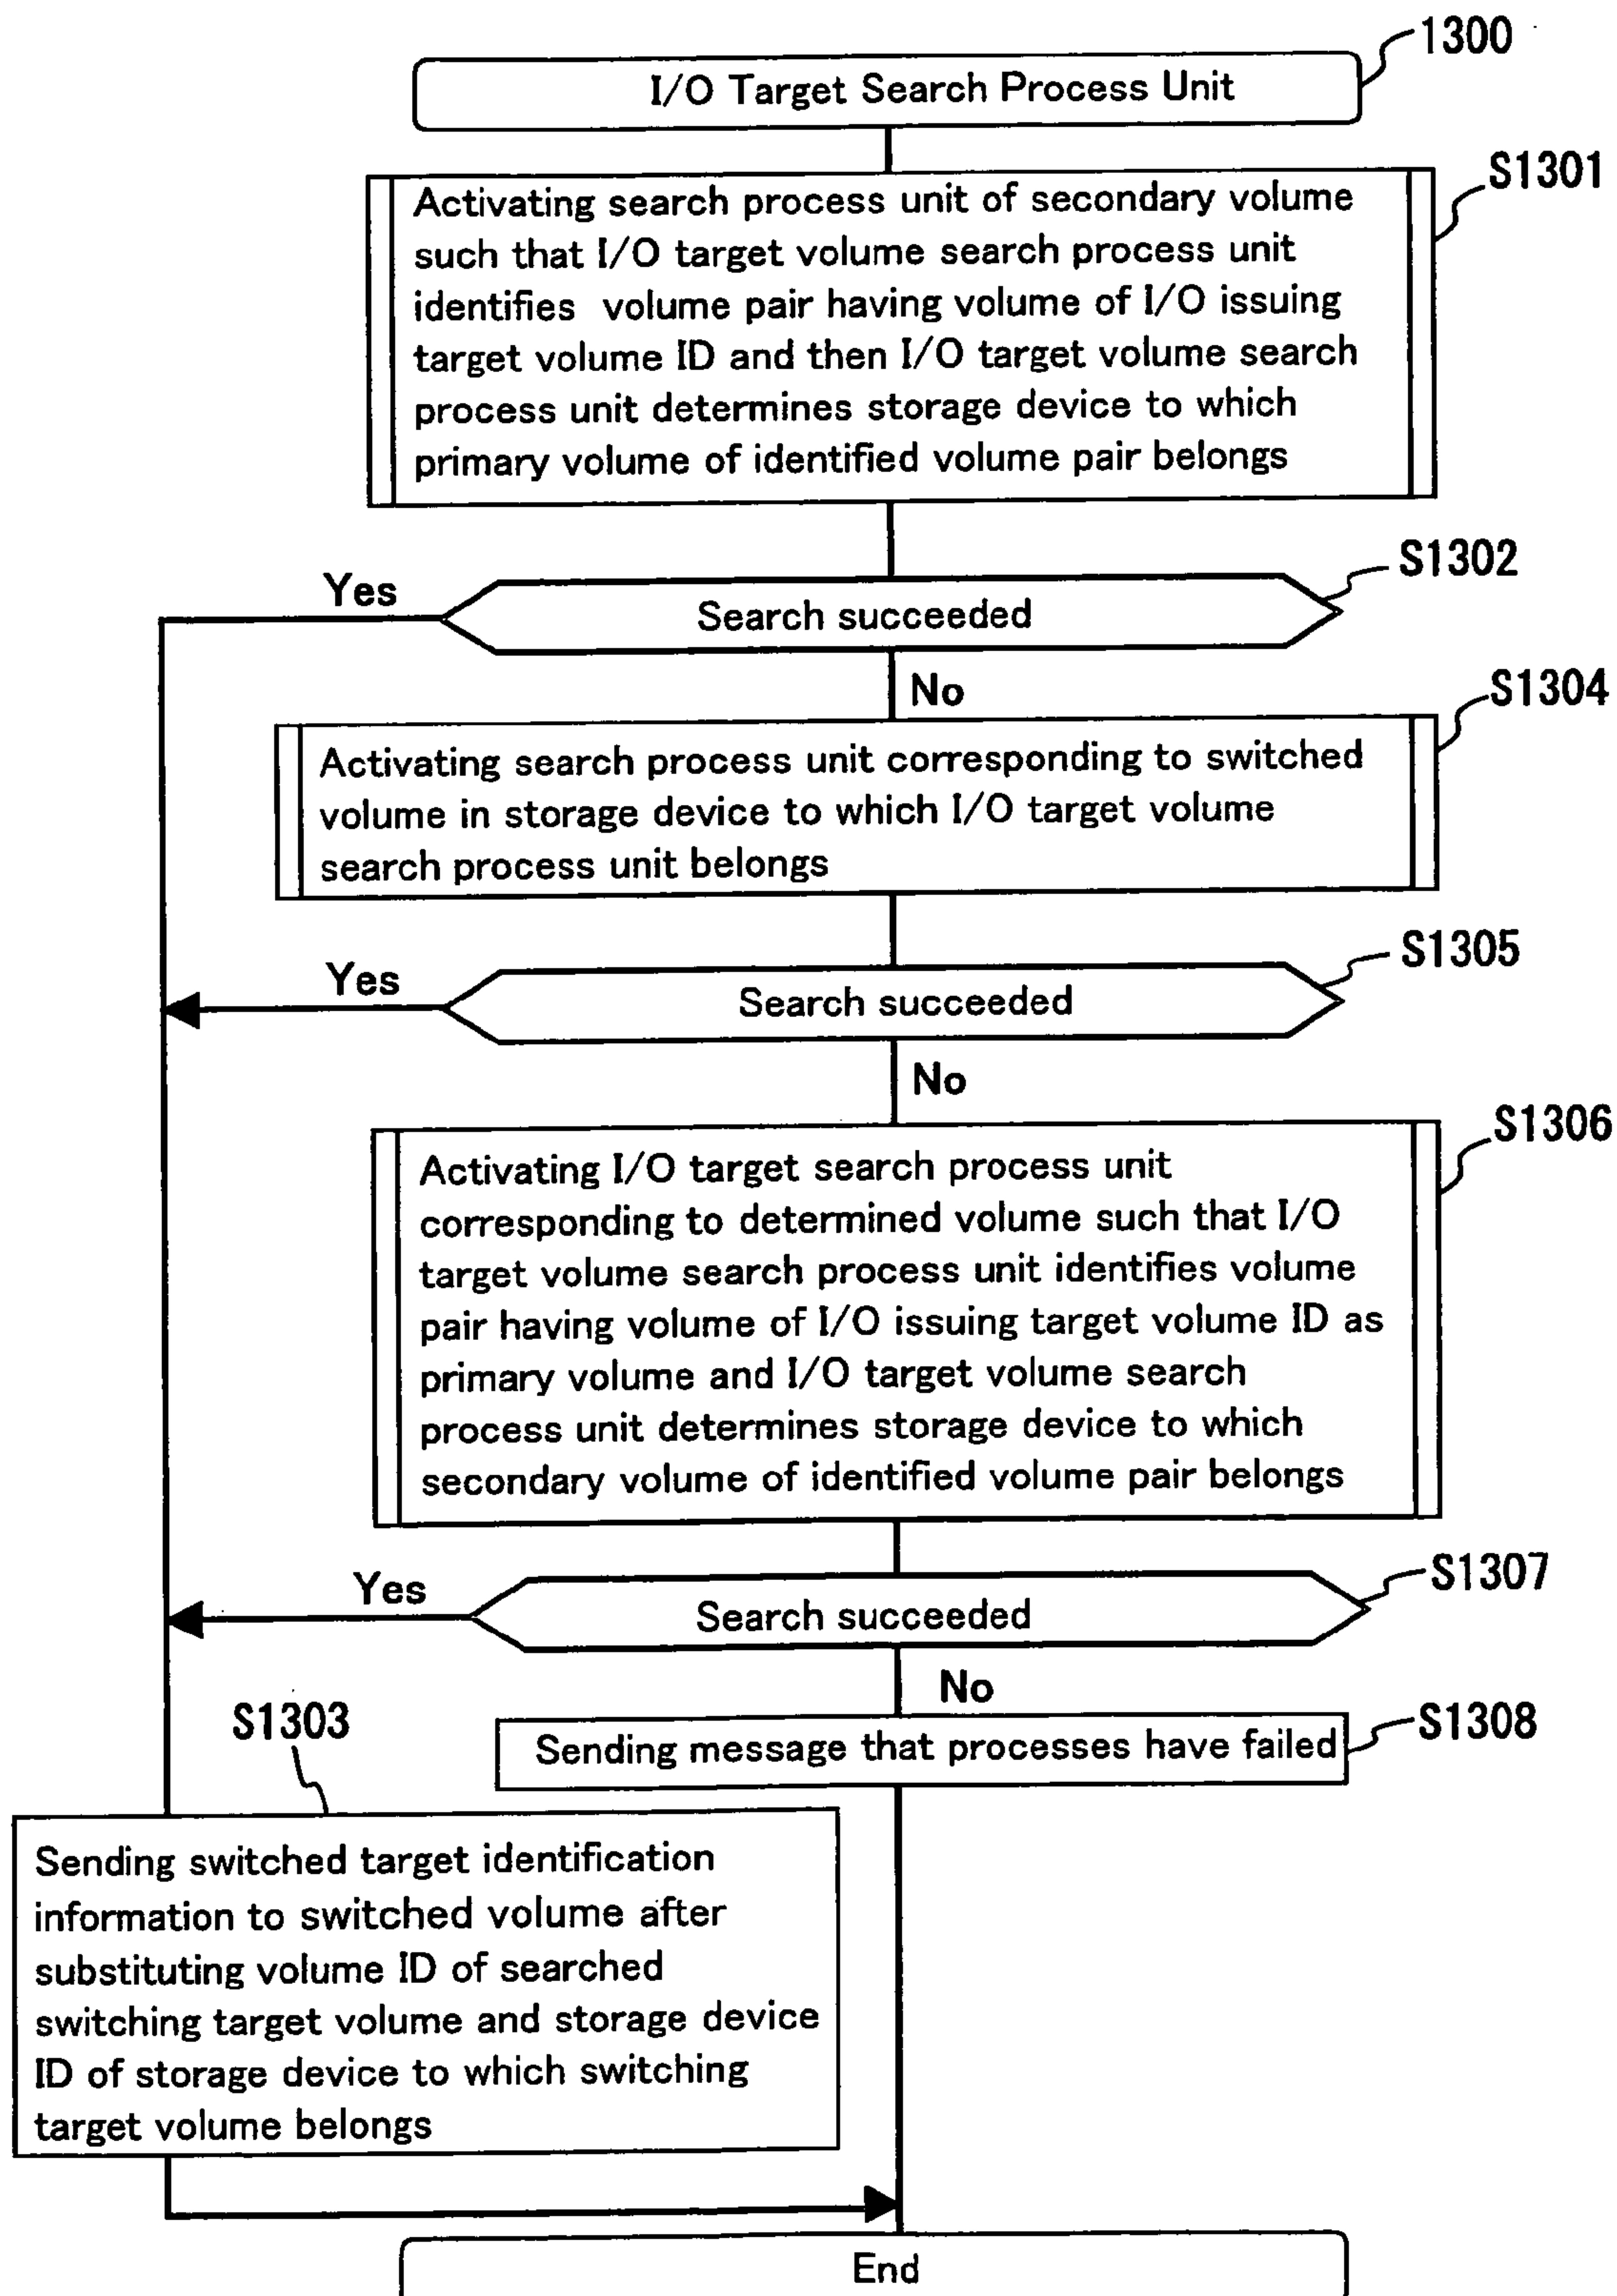 1300
I/O Target Search Process Unit
S1301
Activating search process unit of secondary volume
such that I/O target volume search process unit
identifies volume pair having volume of I/O issuing
target volume ID and then I/O target volume search
process unit determines storage device to which
primary volume of identified volume pair belongs
S1302
Yes
Search succeeded
No
S1304
Activating search process unit corresponding to switched
volume in storage device to which I/O target volume
search process unit belongs
S1305
Yes
Search succeeded
No
S1306
Activating I/O target search process unit
corresponding to determined volume such that I/O
target volume search process unit identifies volume
pair having volume of I/O issuing target volume ID as
primary volume and I/O target volume search
process unit determines storage device to which
secondary volume of identified volume pair belongs
S1307
Yes
Search succeeded
No
S1303
S1308
Sending message that processes have failed
Sending switched target identification
information to switched volume after
substituting volume ID of searched
switching target volume and storage device
ID of storage device to which switching
target volume belongs
End